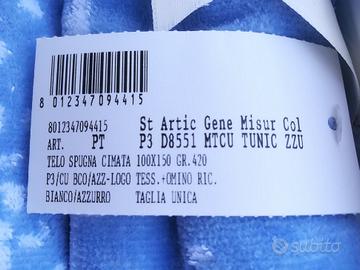 8 012347 094415
8012347094415 St Artic Gene Misur Col
ART. PT P3 D8551 MTCU TUNIC ZZU
TELO SPUGNA CIMATA 100X150 GR.420
P3/CU BCO/AZZ-LOGO TESS.+OMINO RIC.
BIANCO/AZZURRO TAGLIA UNICA
subito